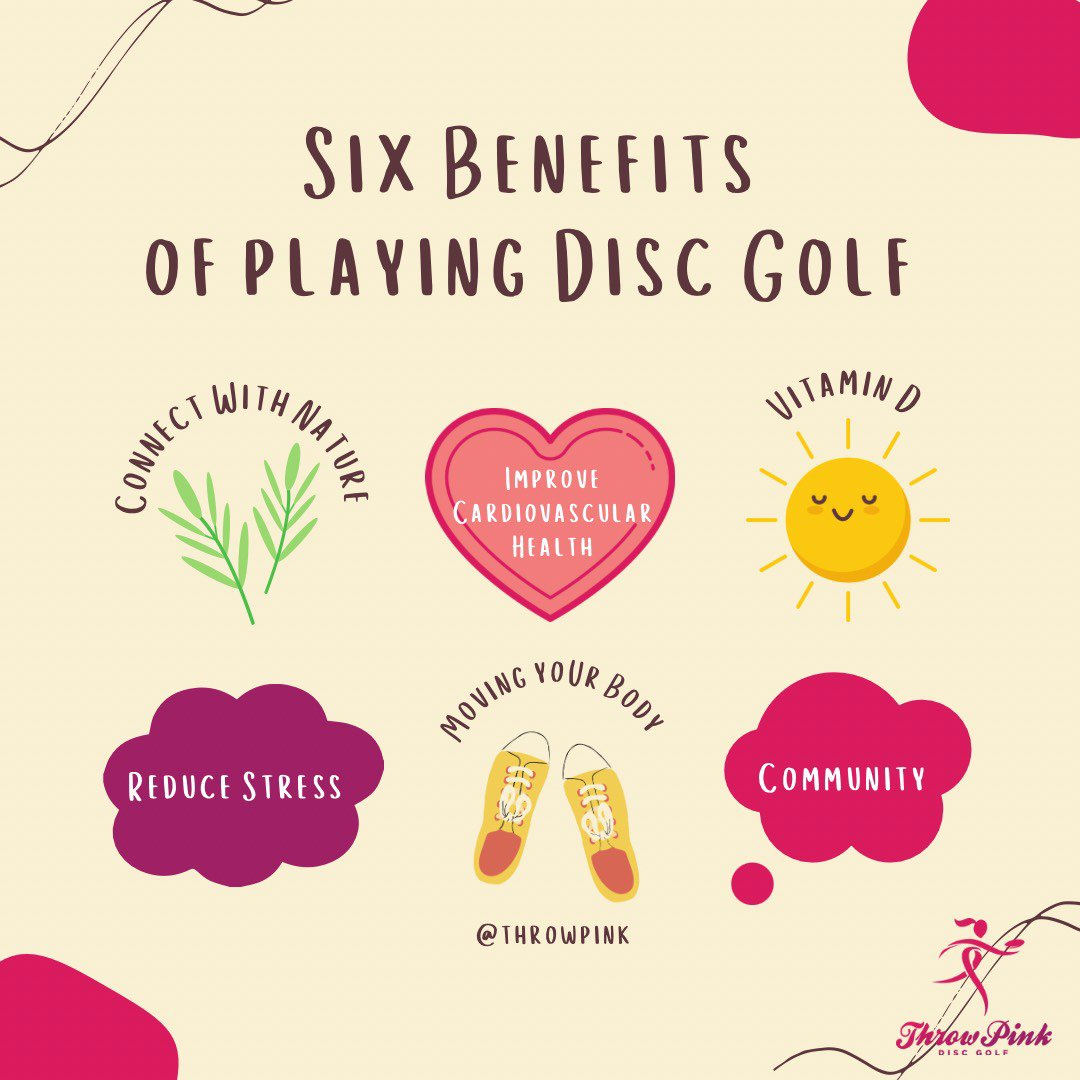 Six Benefits
of playing Disc Golf
Connect With Nature
Improve
Cardiovascular
Health
Vitamin D
Reduce Stress
Moving your Body
Community
@throwpink
Throw Pink
DISC GOLF